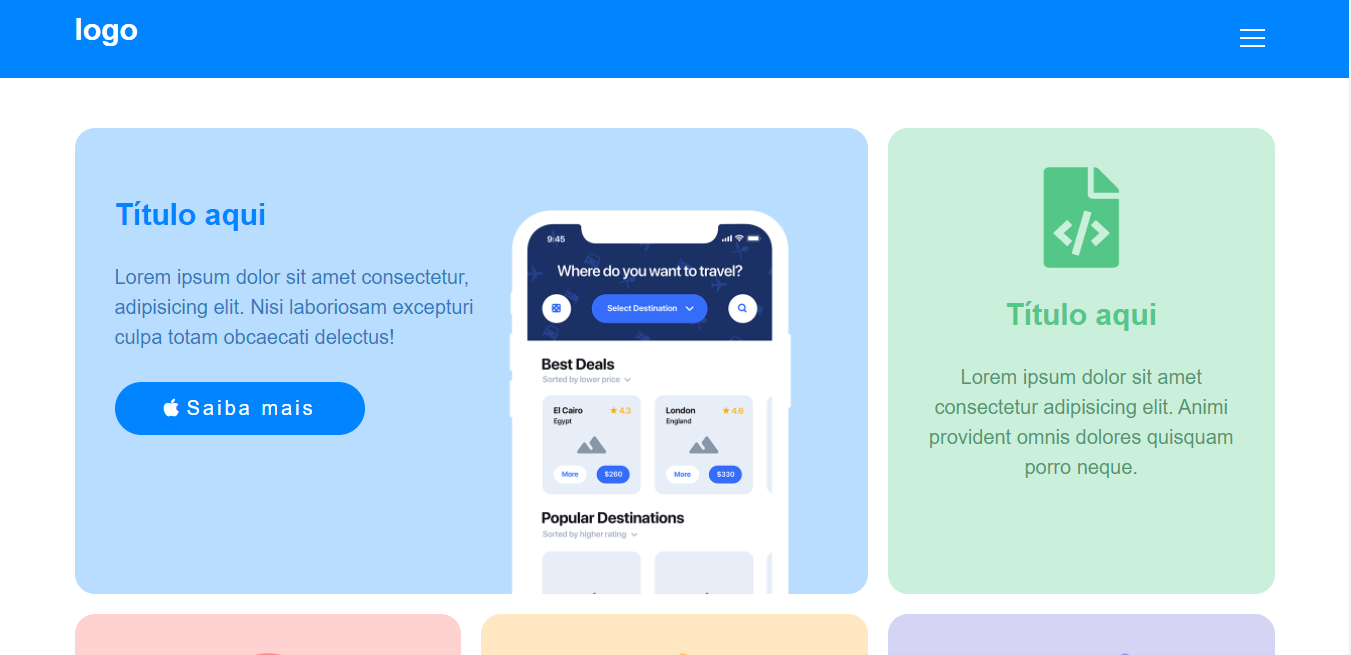 logo
Título aqui
Lorem ipsum dolor sit amet consectetur,
adipisicing elit. Nisi laboriosam excepturi
culpa totam obcaecati delectus!
Saiba mais
9:45
Where do you want to travel?
Select Destination
Best Deals
Sorted by lower price
El Cairo
4.3
Egypt
More
$260
London
4.6
England
More
$330
Popular Destinations
Sorted by higher rating
Título aqui
Lorem ipsum dolor sit amet
consectetur adipisicing elit. Animi
provident omnis dolores quisquam
porro neque.